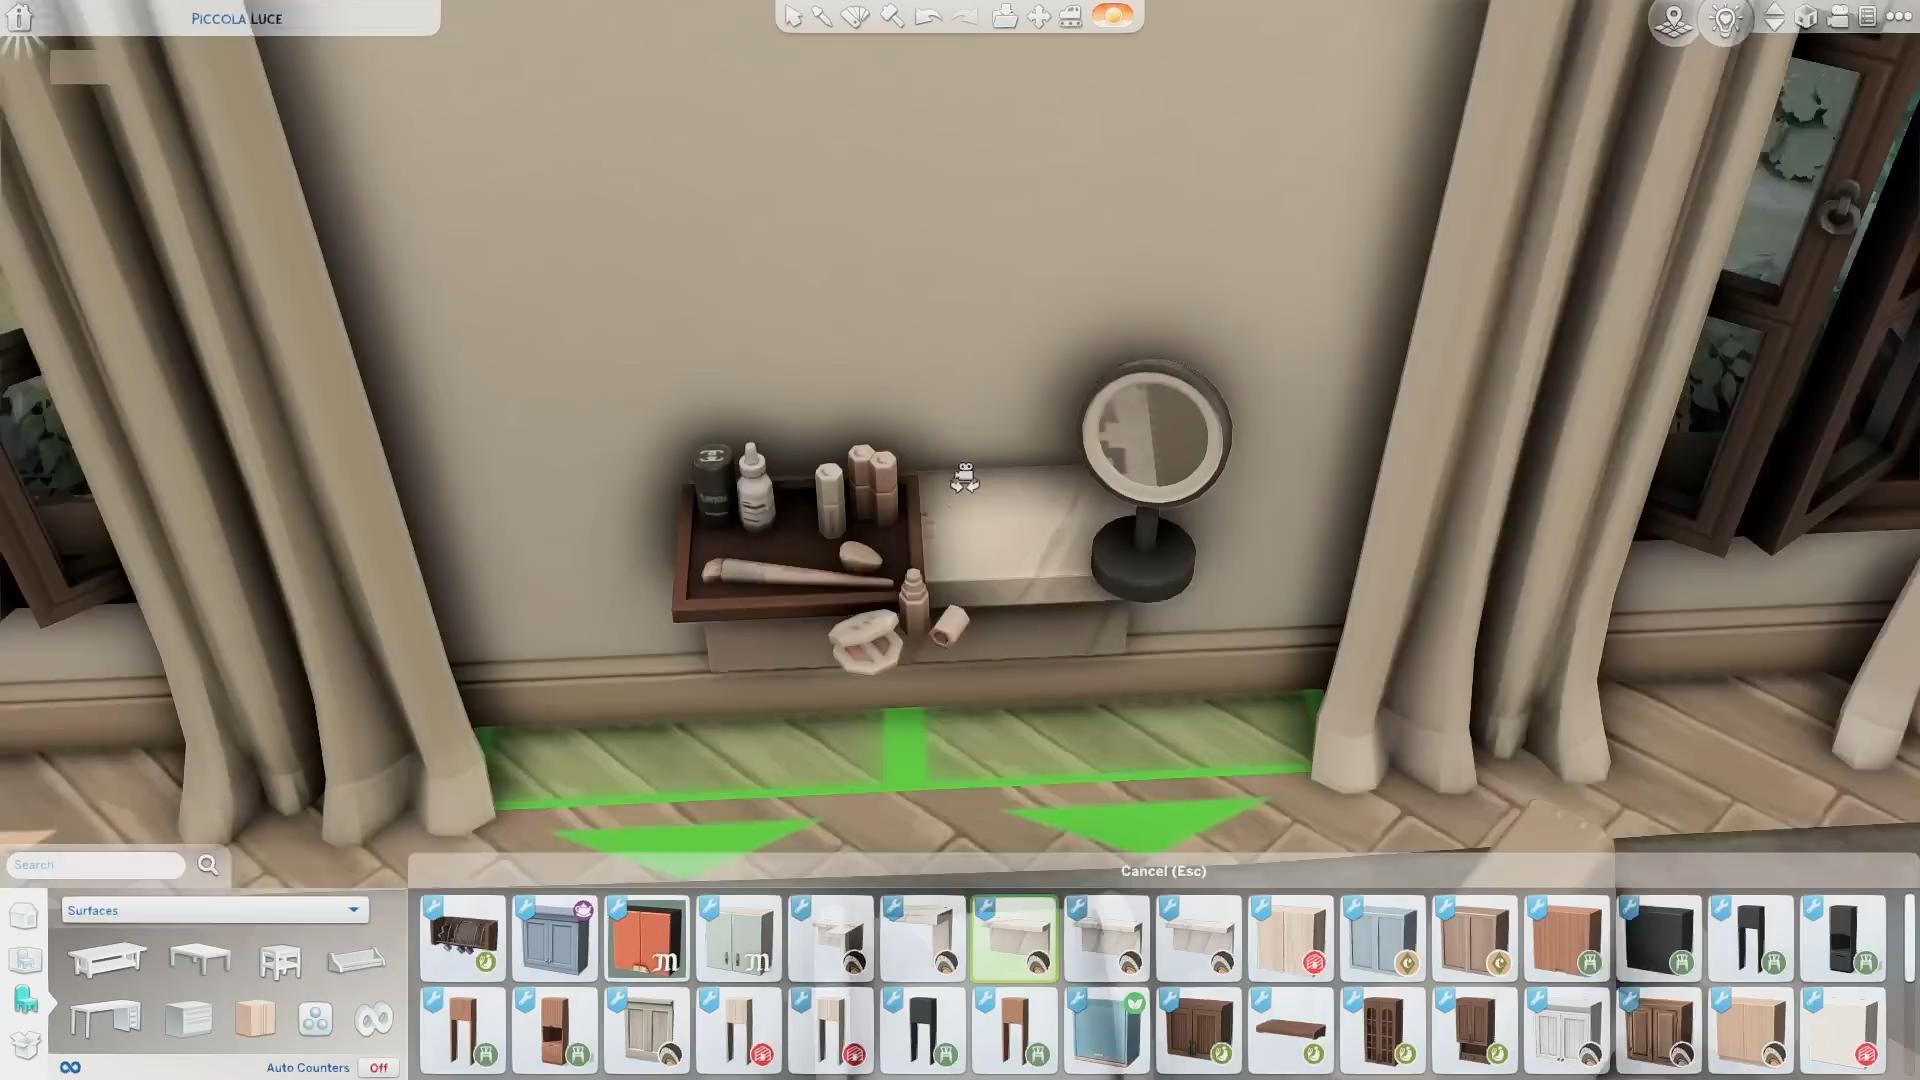 PICCOLA LUCE
Cancel (Esc)
Search
Surfaces
Auto Counters
Off